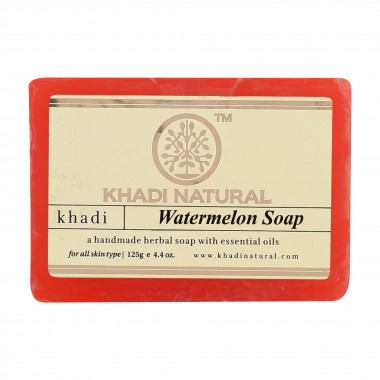 TM
KHADI NATURAL
khadi Watermelon Soap
a handmade herbal soap with essential oils
for all skin type | 125g e 4.4 oz. www.khadinatural.com